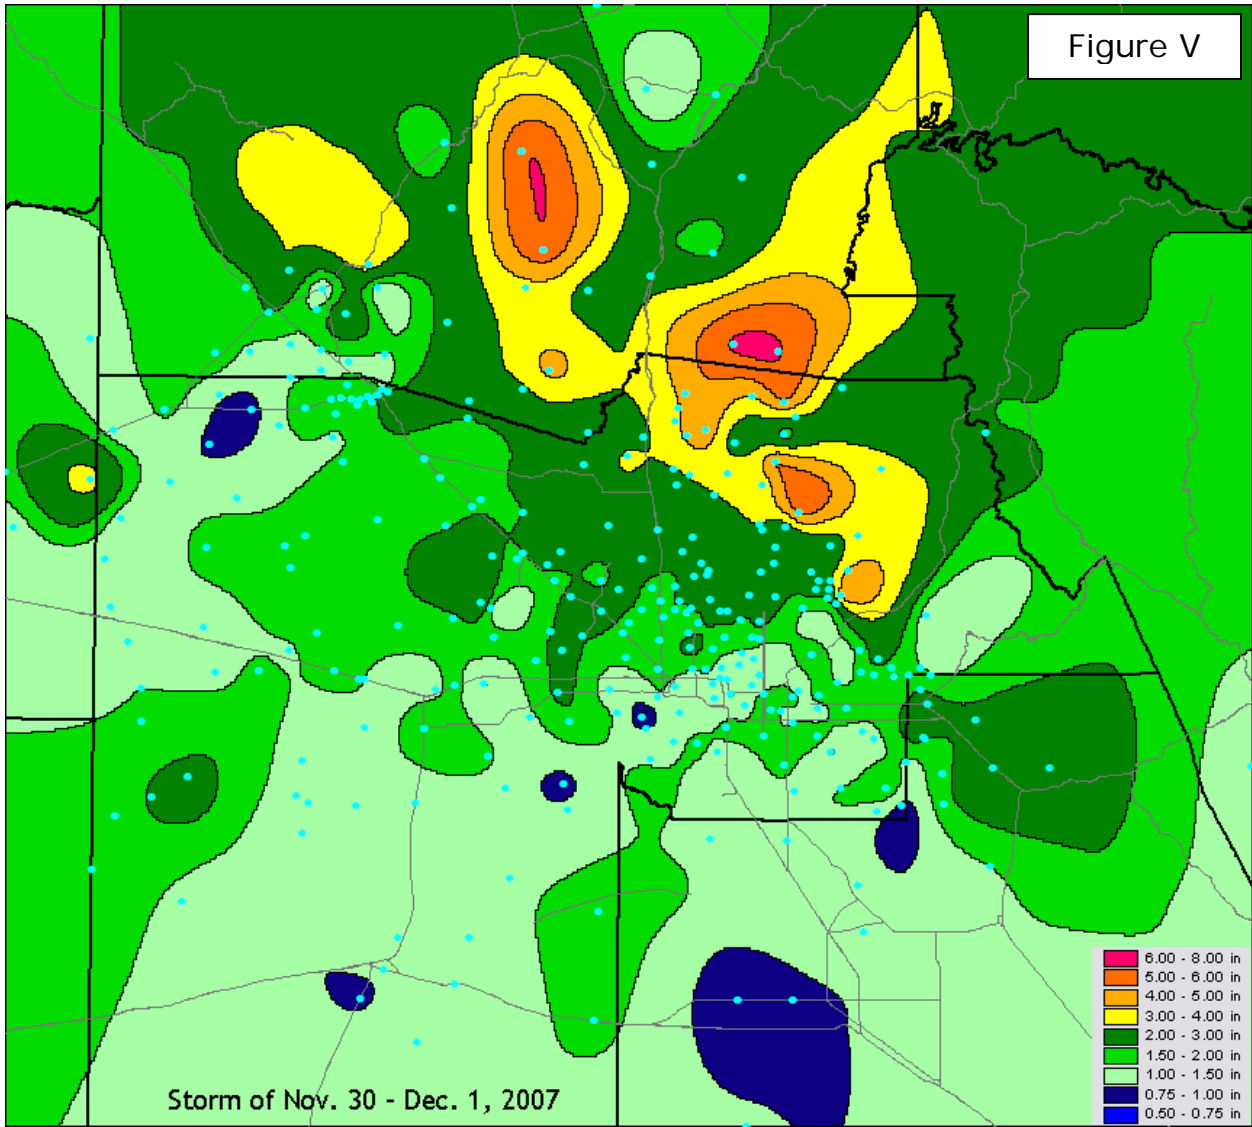 Figure V
6.00 - 8.00 in
5.00 - 6.00 in
4.00 - 5.00 in
3.00 - 4.00 in
2.00 - 3.00 in
1.50 - 2.00 in
1.00 - 1.50 in
0.75 - 1.00 in
0.50 - 0.75 in
Storm of Nov. 30 - Dec. 1, 2007